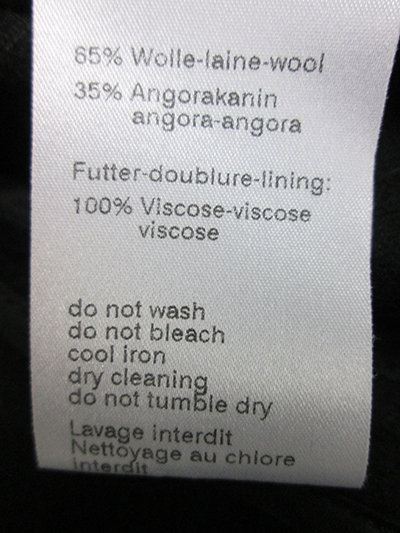 65% Wolle-laine-wool
35% Angorakanin
angora-angora
Futter-doublure-lining:
100% Viscose-viscose
viscose
do not wash
do not bleach
cool iron
dry cleaning
do not tumble dry
Lavage interdit
Nettoyage au chlore
interdit